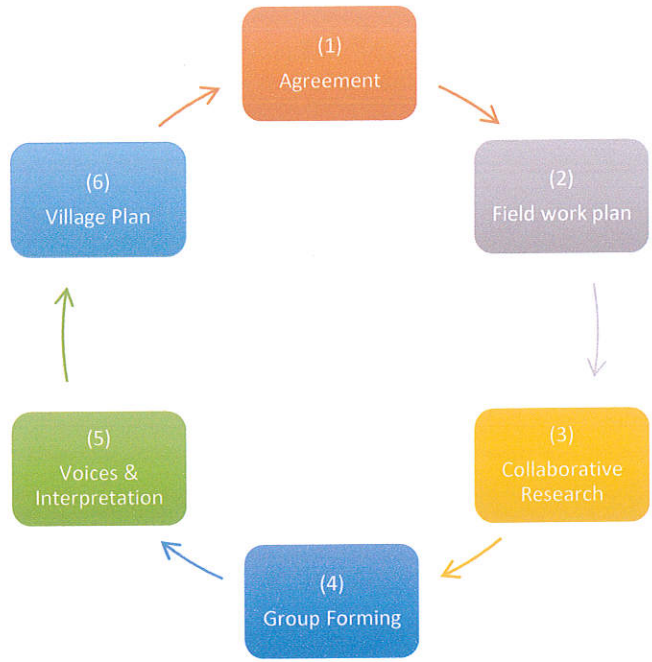 (1)
Agreement
(2)
Field work plan
(3)
Collaborative
Research
(4)
Group Forming
(5)
Voices &
Interpretation
(6)
Village Plan